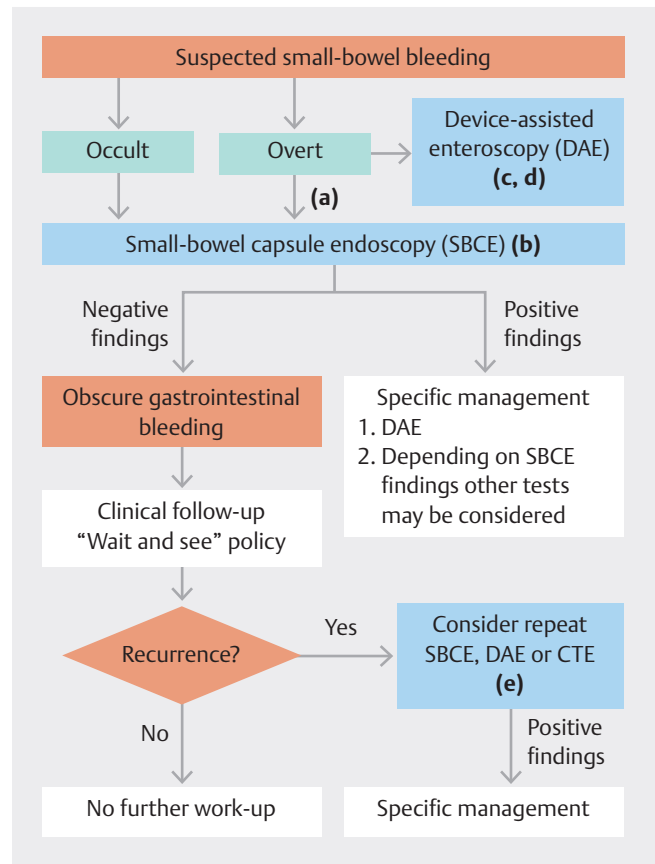 Suspected small-bowel bleeding
Occult
Overt
Device-assisted
enteroscopy (DAE)
(c, d)
(a)
Small-bowel capsule endoscopy (SBCE) (b)
Negative
findings
Positive
findings
Obscure gastrointestinal
bleeding
Specific management
1. DAE
2. Depending on SBCE
findings other tests
may be considered
Clinical follow-up
“Wait and see” policy
Recurrence?
Yes
Consider repeat
SBCE, DAE or CTE
(e)
No
Positive
findings
No further work-up
Specific management